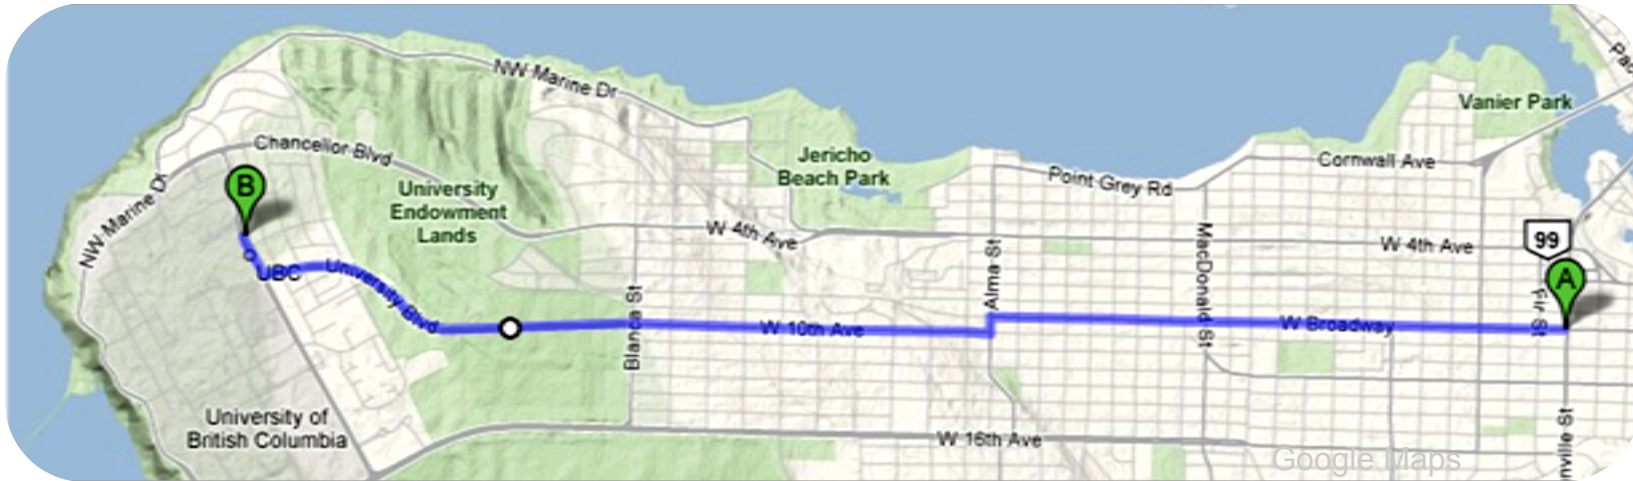 NW Marine Dr
Chancellor Blvd
Vanier Park
Jericho
Beach Park
Cornwall Ave
Point Grey Rd
NW Marine Dr
B
University
Endowment
Lands
W 4th Ave
W 4th Ave
99
A
Alma St
MacDonald St
Fir St
UBC
University Blvd
Blanca St
W 10th Ave
W Broadway
University of
British Columbia
W 16th Ave
nville St
Google Maps